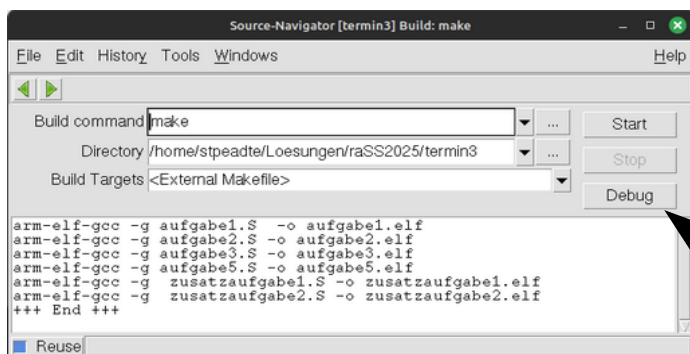 Source-Navigator [termin3] Build: make
File Edit History Tools Windows Help
Build command make ... Start
Directory /home/stpeadte/Loesungen/raSS2025/termin3 ... Stop
Build Targets <External Makefile>
Debug
arm-elf-gcc -g aufgabe1.S  -o aufgabe1.elf
arm-elf-gcc -g aufgabe2.S -o aufgabe2.elf
arm-elf-gcc -g aufgabe3.S -o aufgabe3.elf
arm-elf-gcc -g aufgabe5.S -o aufgabe5.elf
arm-elf-gcc -g  zusatzaufgabe1.S -o zusatzaufgabe1.elf
arm-elf-gcc -g  zusatzaufgabe2.S -o zusatzaufgabe2.elf
+++ End +++
Reuse